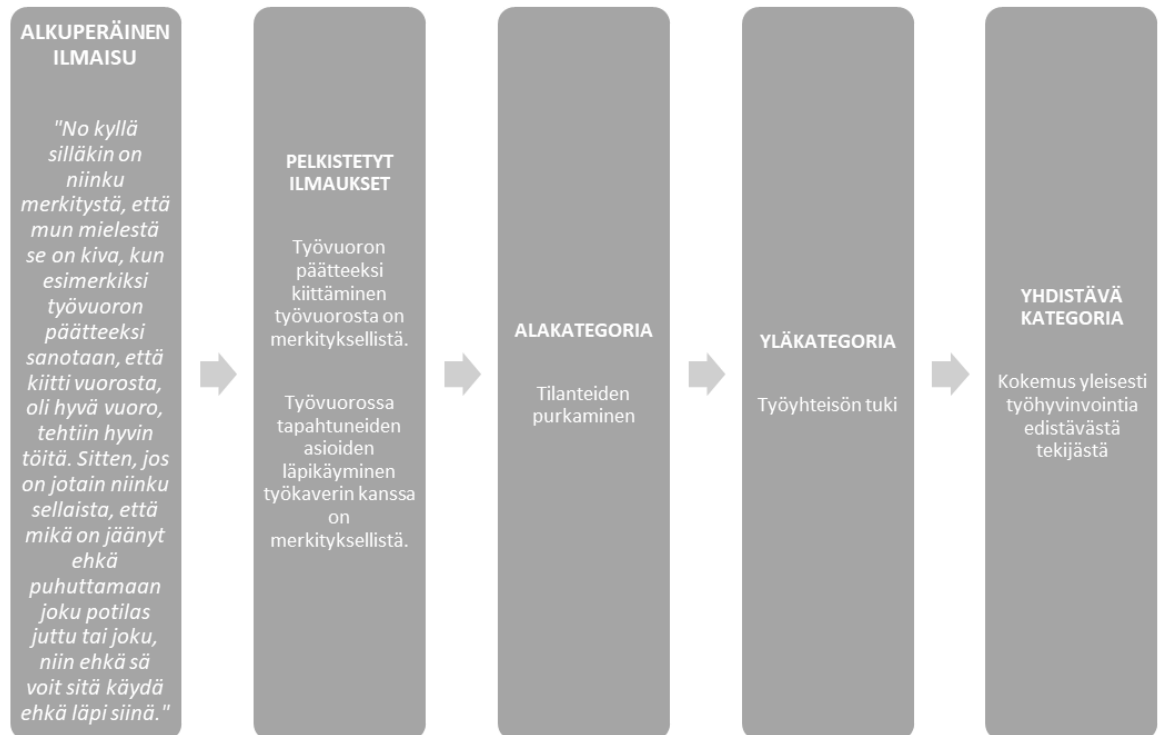 ALKUPERÄINEN
ILMAISU
"No kyllä
silläkin on
niinku
merkitystä, että
mun mielestä
se on kiva, kun
esimerkiksi
työvuoron
päätteeksi
sanotaan, että
kiitti vuorosta,
oli hyvä vuoro,
tehtiin hyvin
töitä. Sitten, jos
on jotain niinku
sellaista, että
mikä on jäänyt
ehkä
puhuttamaan
joku potilas
juttu tai joku,
niin ehkä sä
voit sitä käydä
ehkä läpi siinä."
PELKISTETYT
ILMAUKSET
Työvuoron
päätteeksi
kiittäminen
työvuorosta on
merkityksellistä.
Työvuorossa
tapahtuneiden
asioiden
läpikäyminen
työkaverin kanssa
on
merkityksellistä.
ALAKATEGORIA
Tilanteiden
purkaminen
YLÄKATEGORIA
Työyhteisön tuki
YHDISTÄVÄ
KATEGORIA
Kokemus yleisesti
työhyvinvointia
edistävästä
tekijästä